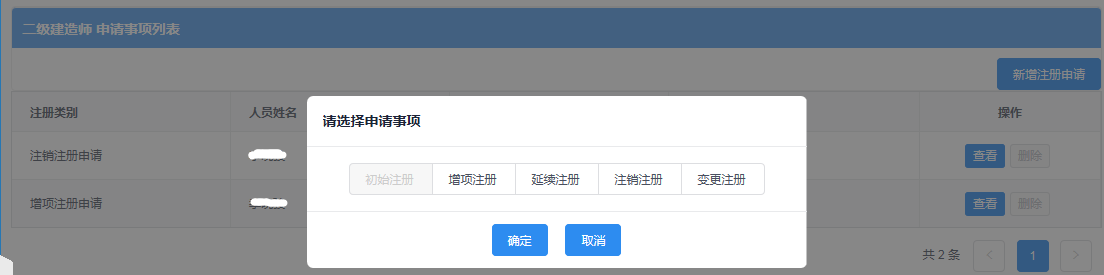 二级建造师 申请事项列表
新增注册申请
注册类别 人员姓名 操作
请选择申请事项
注销注册申请 查看 删除
初始注册 增项注册 延续注册 注销注册 变更注册
增项注册申请 查看 删除
确定 取消
共 2 条 < 1 >